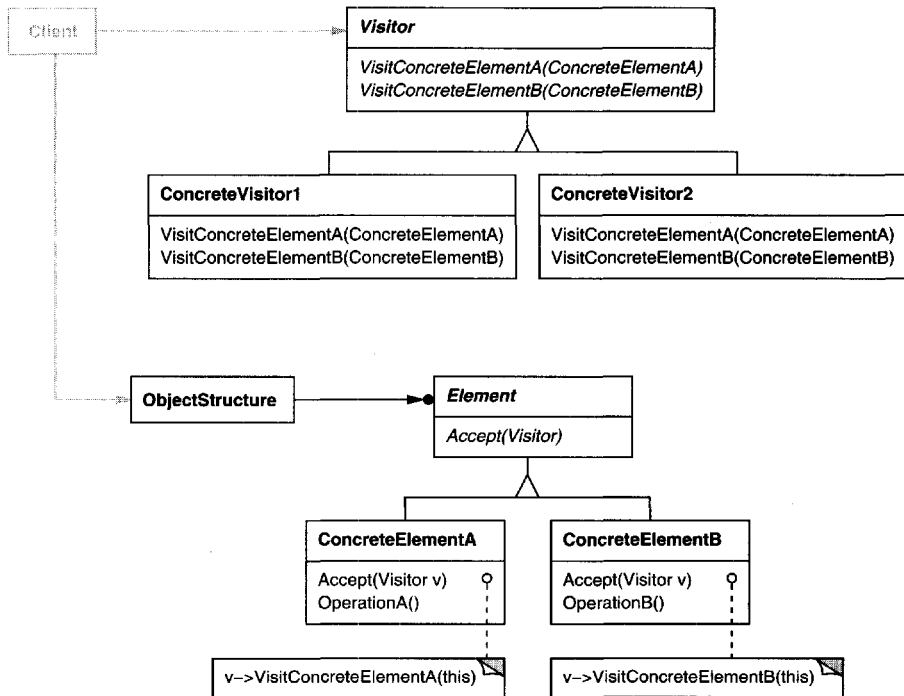 Client
Visitor
VisitConcreteElementA(ConcreteElementA)
VisitConcreteElementB(ConcreteElementB)
ConcreteVisitor1
VisitConcreteElementA(ConcreteElementA)
VisitConcreteElementB(ConcreteElementB)
ConcreteVisitor2
VisitConcreteElementA(ConcreteElementA)
VisitConcreteElementB(ConcreteElementB)
ObjectStructure
Element
Accept(Visitor)
ConcreteElementA
Accept(Visitor v)
OperationA()
ConcreteElementB
Accept(Visitor v)
OperationB()
v–>VisitConcreteElementA(this)
v–>VisitConcreteElementB(this)